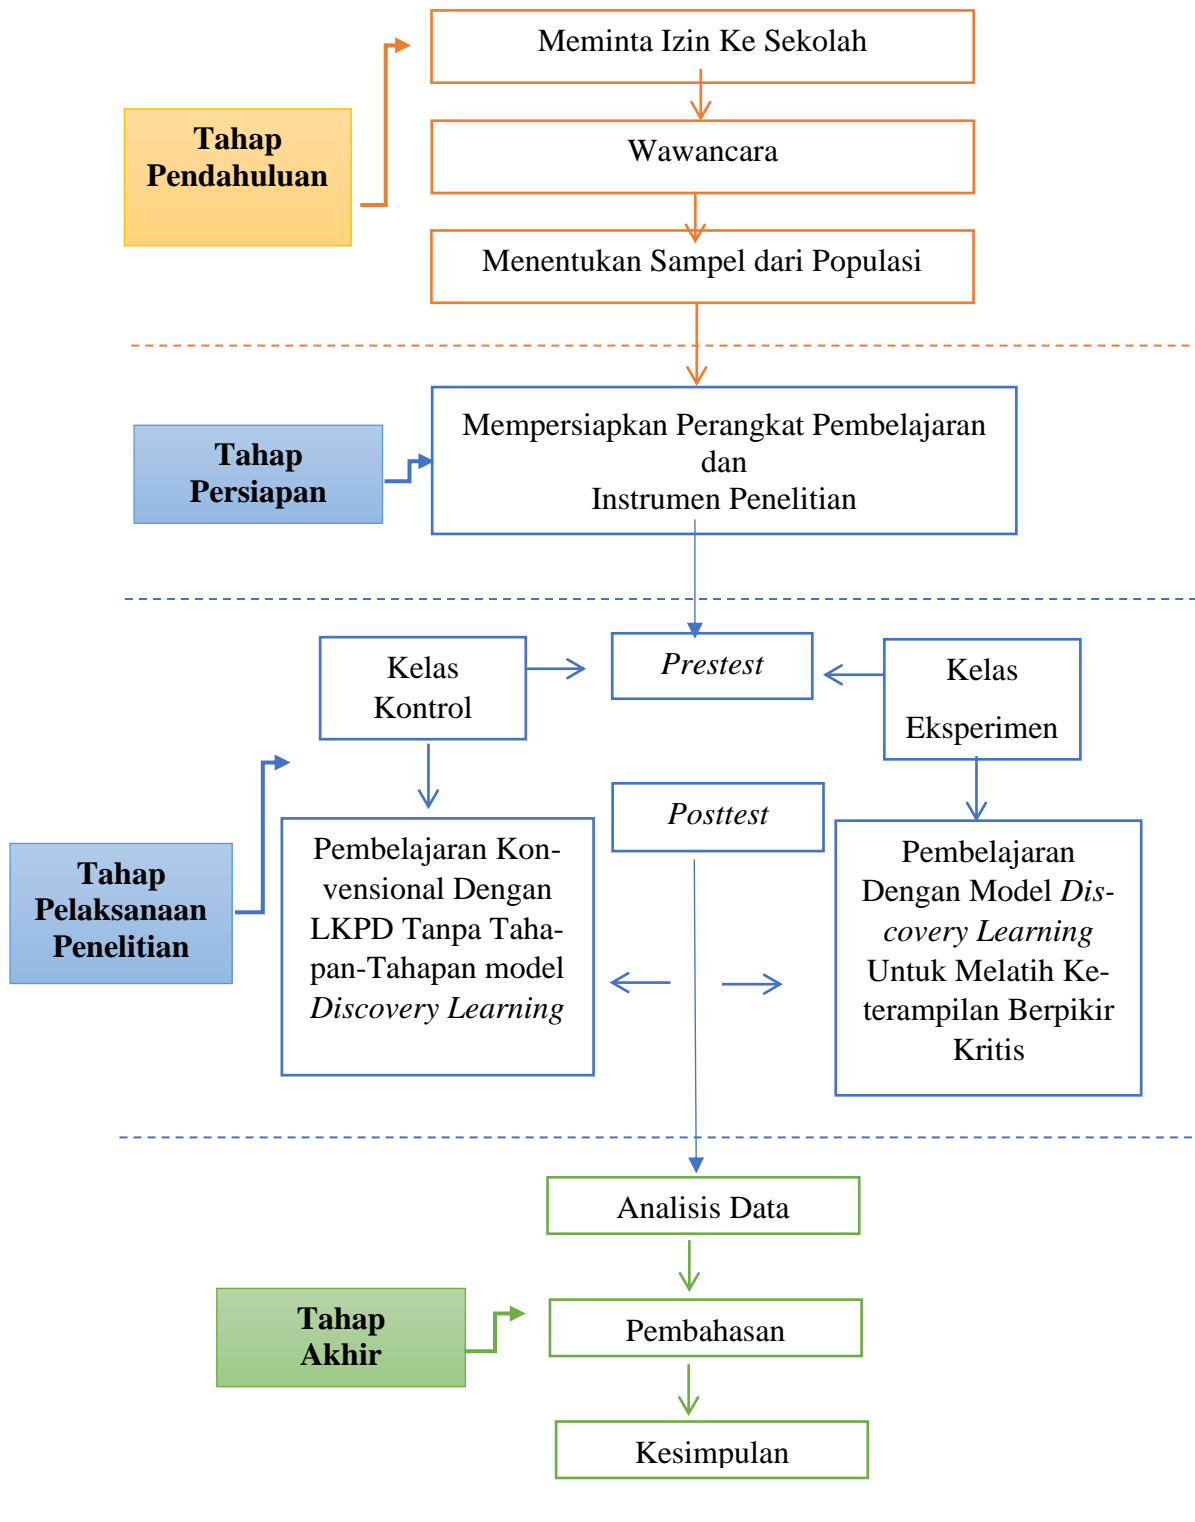 Meminta Izin Ke Sekolah
Tahap
Pendahuluan
Wawancara
Menentukan Sampel dari Populasi
Tahap
Persiapan
Mempersiapkan Perangkat Pembelajaran
dan
Instrumen Penelitian
Kelas
Kontrol
Prestest
Kelas
Eksperimen
Posttest
Tahap
Pelaksanaan
Penelitian
Pembelajaran Kon-
vensional Dengan
LKPD Tanpa Taha-
pan-Tahapan model
Discovery Learning
Pembelajaran
Dengan Model Dis-
covery Learning
Untuk Melatih Ke-
terampilan Berpikir
Kritis
Analisis Data
Tahap
Akhir
Pembahasan
Kesimpulan